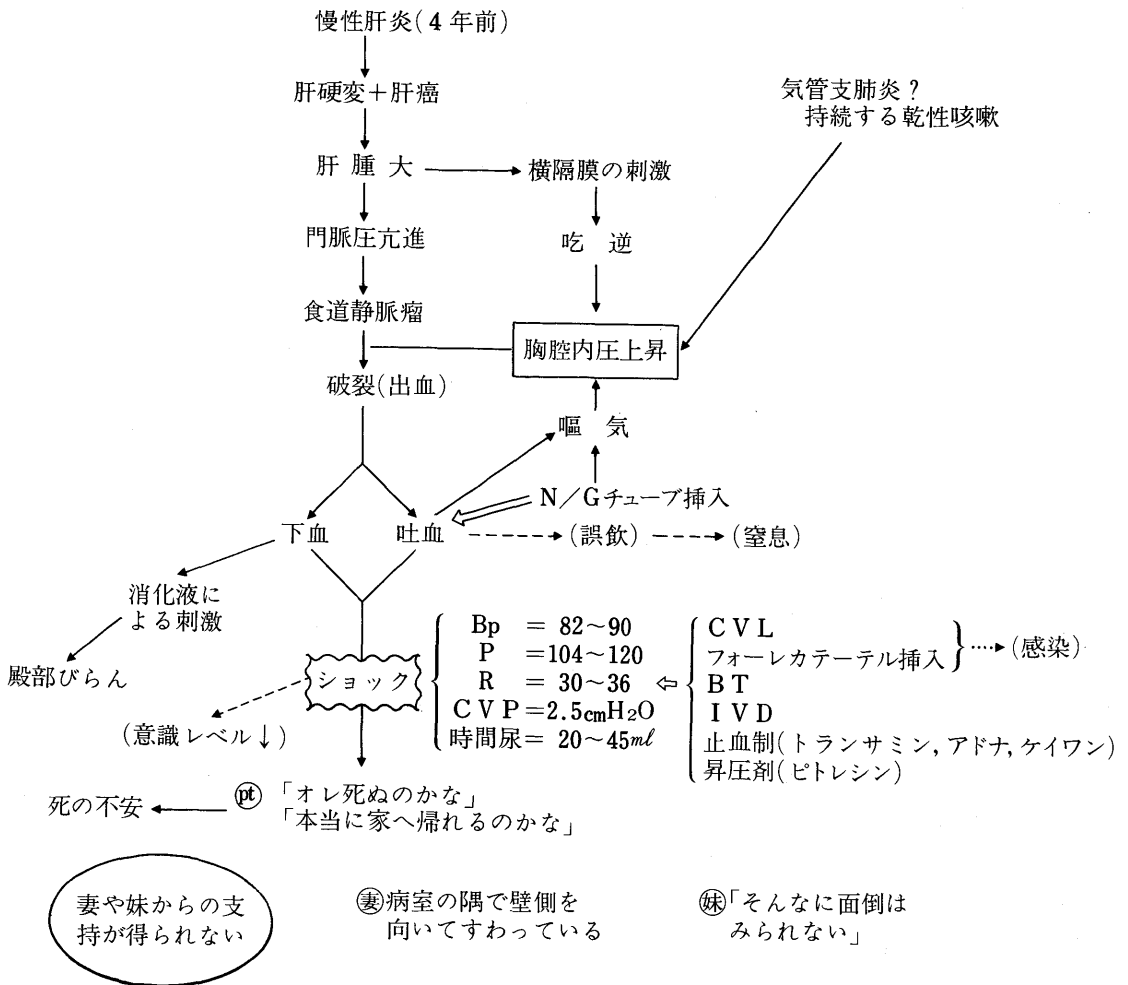 慢性肝炎(4年前)
肝硬変＋肝癌
気管支肺炎？
持続する乾性咳嗽
肝腫大
横隔膜の刺激
門脈圧亢進
吃逆
食道静脈瘤
胸腔内圧上昇
破裂(出血)
嘔気
N／Gチューブ挿入
下血
吐血
(誤飲)
(窒息)
消化液に
よる刺激
殿部びらん
ショック
(意識レベル↓)
Bp ＝82～90
P ＝104～120
R ＝30～36
CVP＝2.5cmH2O
時間尿＝20～45ml
CVL
フォーレカテーテル挿入
(感染)
BT
IVD
止血制(トランサミン，アドナ，ケイワン)
昇圧剤(ピトレシン)
死の不安
pt 「オレ死ぬのかな」
「本当に家へ帰れるのかな」
妻や妹からの支
持が得られない
妻 病室の隅で壁側を
向いてすわっている
妹「そんなに面倒は
みられない」